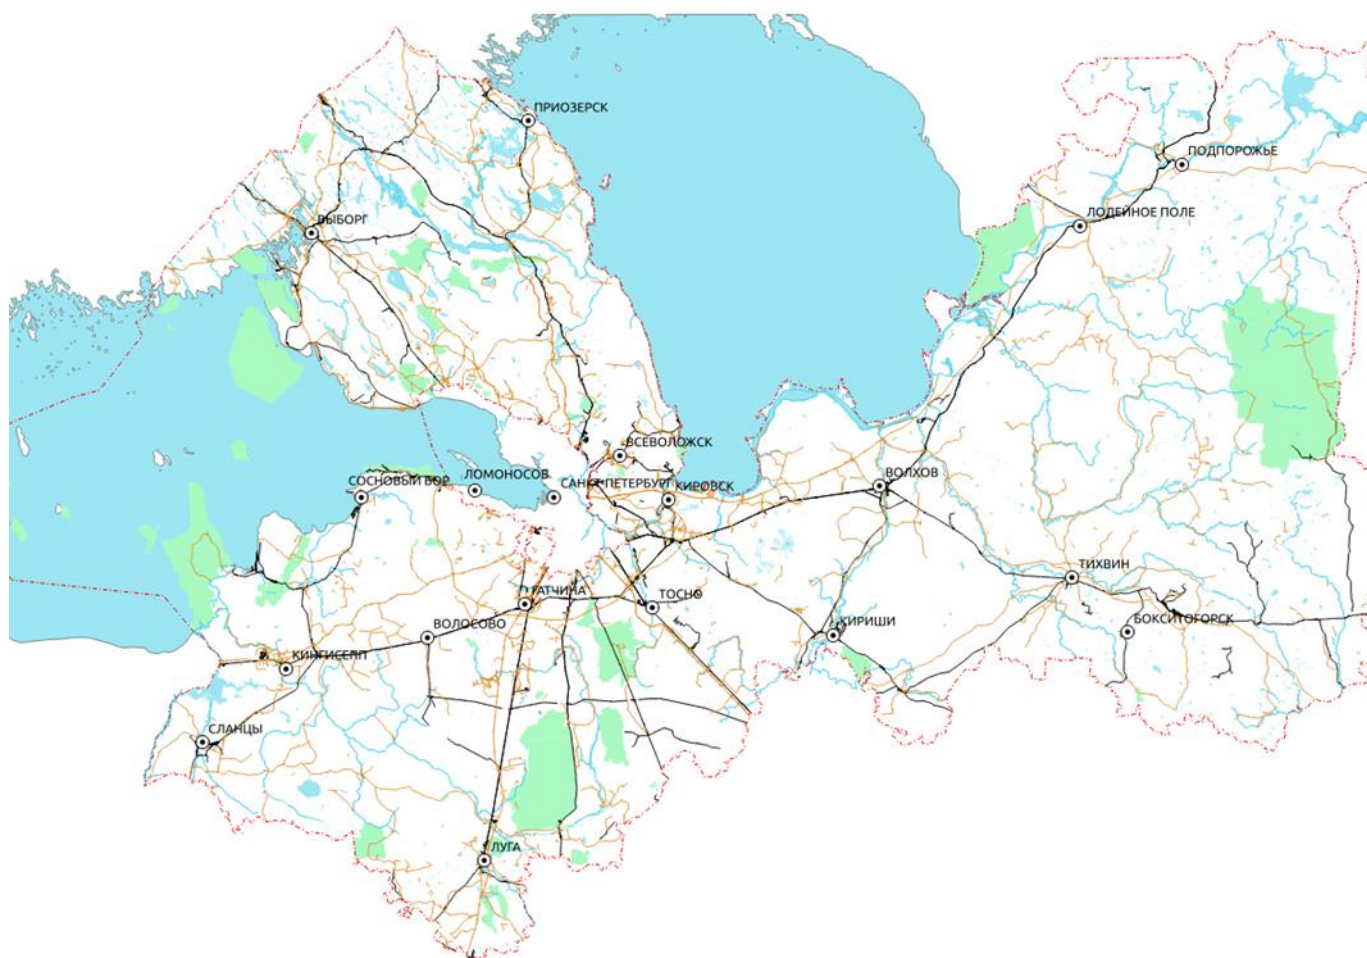 ПРИОЗЕРСК
ПОДПОРОЖЬЕ
ВЫБОРГ
ЛОДЕЙНОЕ ПОЛЕ
ВСЕВОЛОЖСК
СОСНОВЫЙ БОР
ЛОМОНОСОВ
САНКТ-ПЕТЕРБУРГ
КИРОВСК
ВОЛХОВ
ТИХВИН
ГАТЧИНА
ТОСНО
БОКСИТОГОРСК
ВОЛОСОВО
КИРИШИ
КИНГИСЕПП
СЛАНЦЫ
ЛУГА